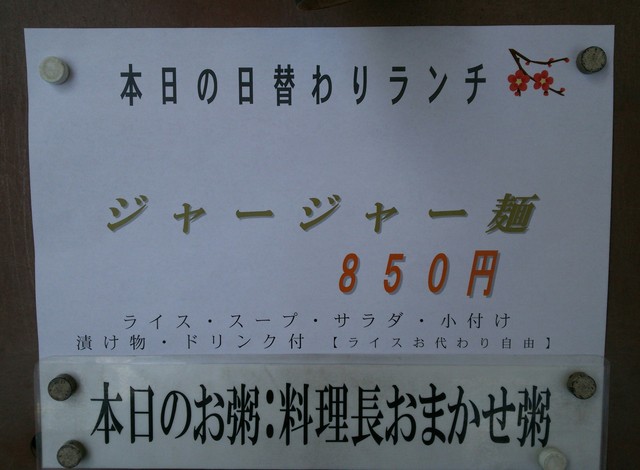 本日の日替わりランチ
ジャージャー麺
850円
ライス・スープ・サラダ・小付け
漬け物・ドリンク付 【ライスお代わり自由】
本日のお粥:料理長おまかせ粥